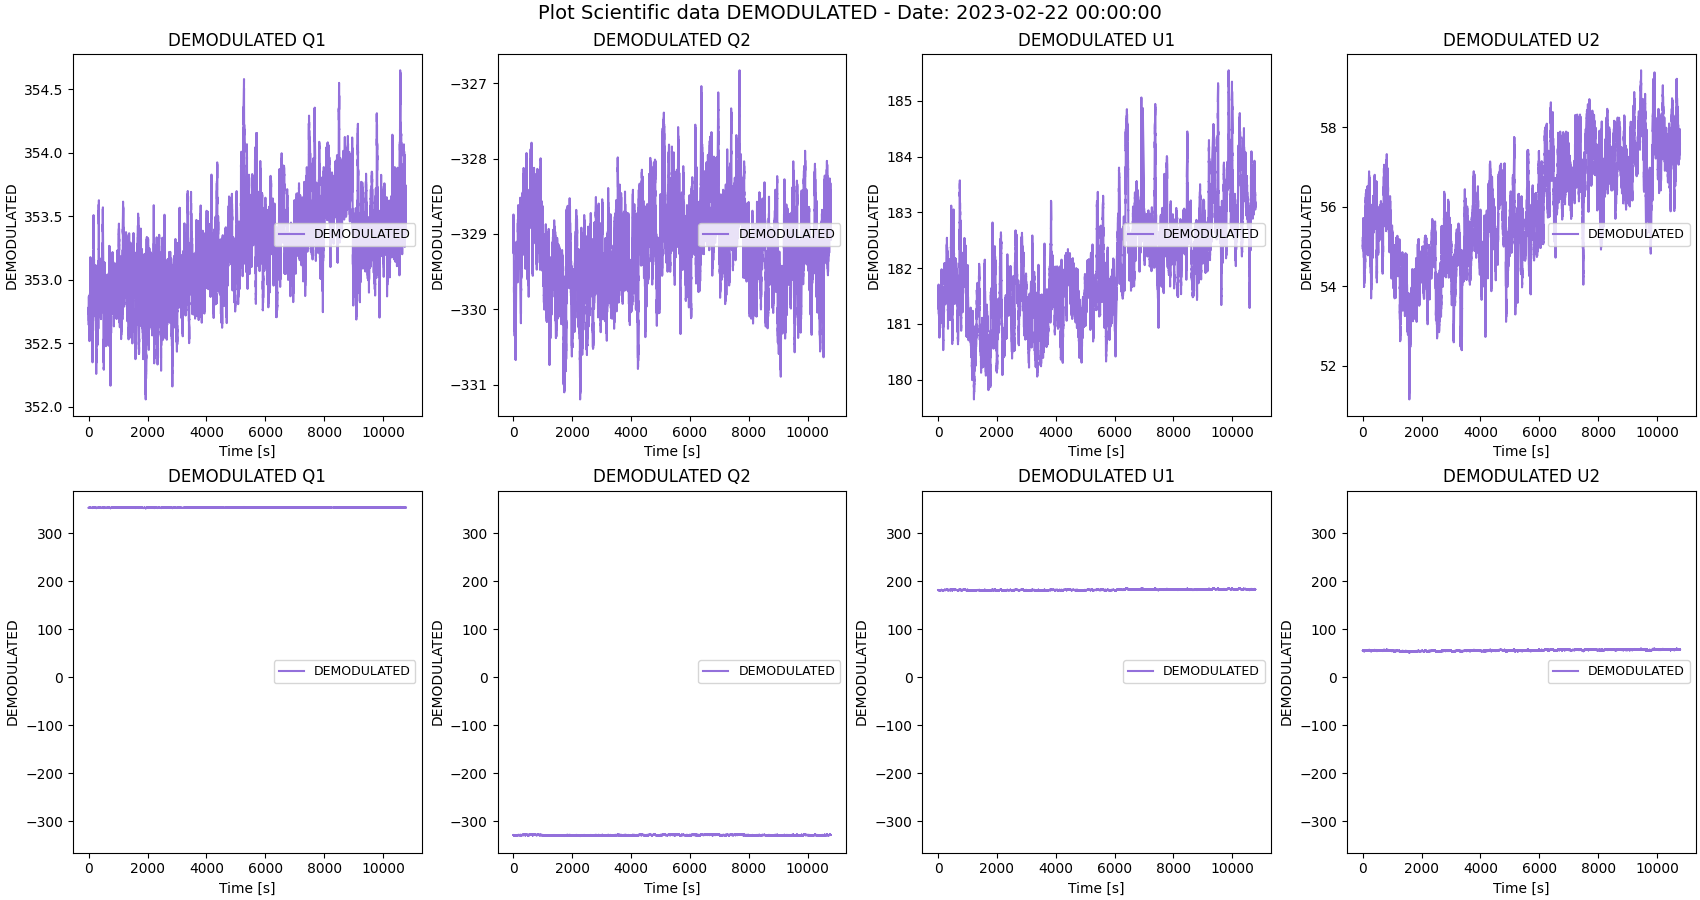 Plot Scientific data DEMODULATED - Date: 2023-02-22 00:00:00
DEMODULATED Q1
DEMODULATED Q2
DEMODULATED U1
DEMODULATED U2
354.5
354.0
353.5
353.0
352.5
352.0
DEMODULATED
DEMODULATED
0 2000 4000 6000 8000 10000
Time [s]
−327
−328
−329
−330
−331
DEMODULATED
DEMODULATED
0 2000 4000 6000 8000 10000
Time [s]
185
184
183
182
181
180
DEMODULATED
DEMODULATED
0 2000 4000 6000 8000 10000
Time [s]
58
56
54
52
DEMODULATED
DEMODULATED
0 2000 4000 6000 8000 10000
Time [s]
DEMODULATED Q1
DEMODULATED Q2
DEMODULATED U1
DEMODULATED U2
300
200
100
0
−100
−200
−300
DEMODULATED
DEMODULATED
0 2000 4000 6000 8000 10000
Time [s]
300
200
100
0
−100
−200
−300
DEMODULATED
DEMODULATED
0 2000 4000 6000 8000 10000
Time [s]
300
200
100
0
−100
−200
−300
DEMODULATED
DEMODULATED
0 2000 4000 6000 8000 10000
Time [s]
300
200
100
0
−100
−200
−300
DEMODULATED
DEMODULATED
0 2000 4000 6000 8000 10000
Time [s]